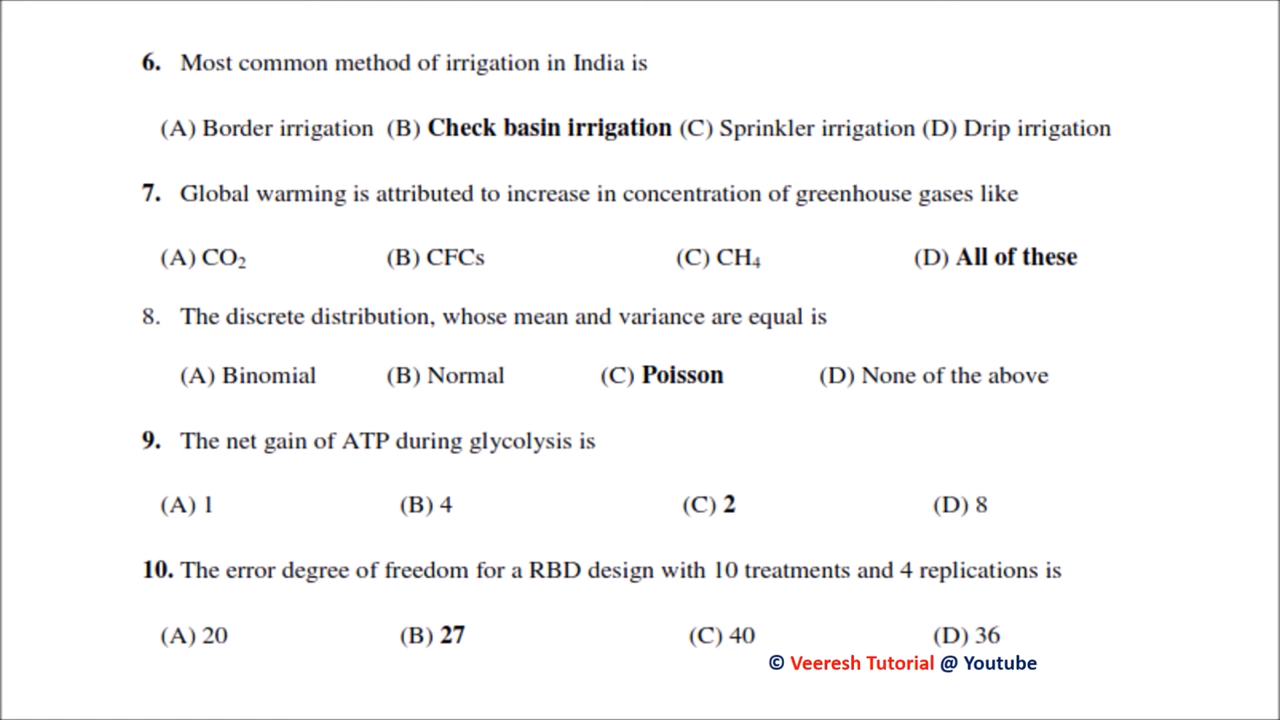 6. Most common method of irrigation in India is
(A) Border irrigation (B) Check basin irrigation (C) Sprinkler irrigation (D) Drip irrigation
7. Global warming is attributed to increase in concentration of greenhouse gases like
(A) CO₂ (B) CFCs (C) CH₄ (D) All of these
8. The discrete distribution, whose mean and variance are equal is
(A) Binomial (B) Normal (C) Poisson (D) None of the above
9. The net gain of ATP during glycolysis is
(A) 1 (B) 4 (C) 2 (D) 8
10. The error degree of freedom for a RBD design with 10 treatments and 4 replications is
(A) 20 (B) 27 (C) 40 (D) 36
© Veeresh Tutorial @ Youtube